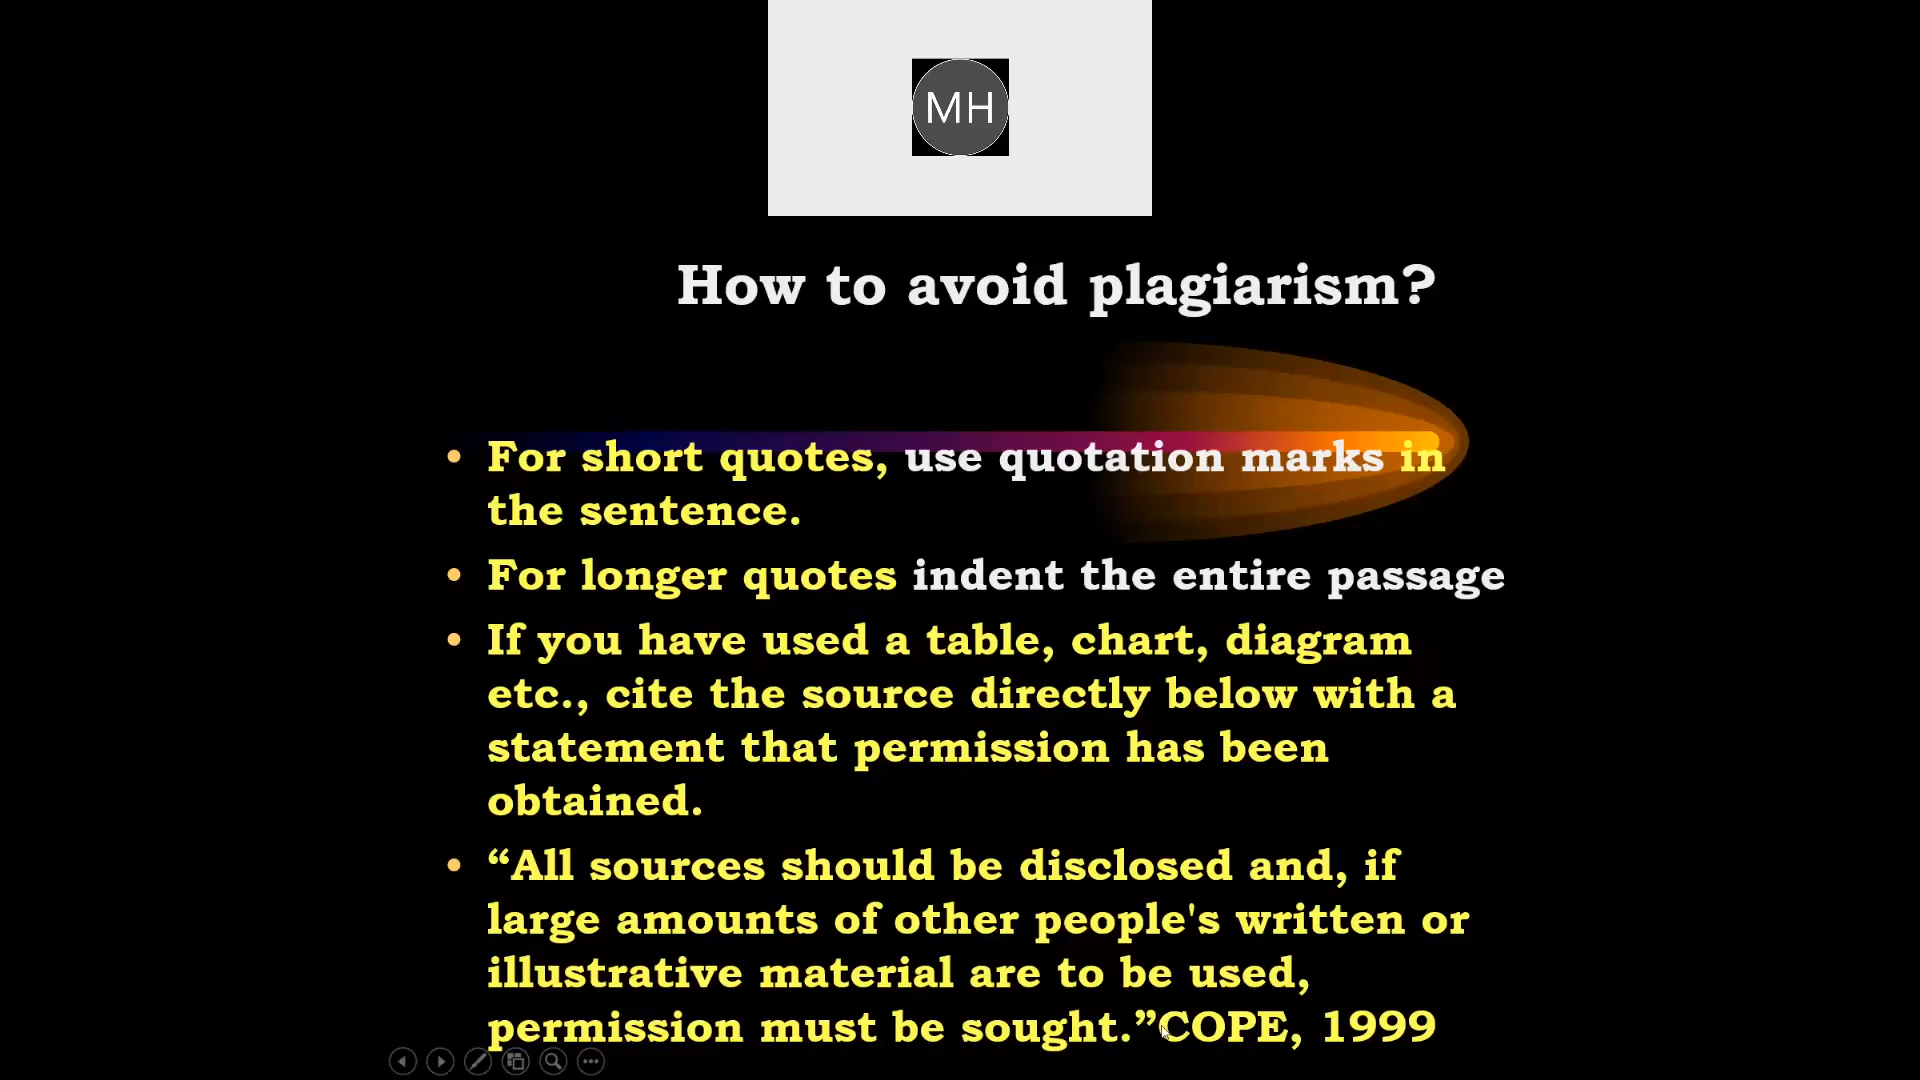 MH
How to avoid plagiarism?
• For short quotes, use quotation marks in
the sentence.
• For longer quotes indent the entire passage
• If you have used a table, chart, diagram
etc., cite the source directly below with a
statement that permission has been
obtained.
• “All sources should be disclosed and, if
large amounts of other people's written or
illustrative material are to be used,
permission must be sought.”COPE, 1999